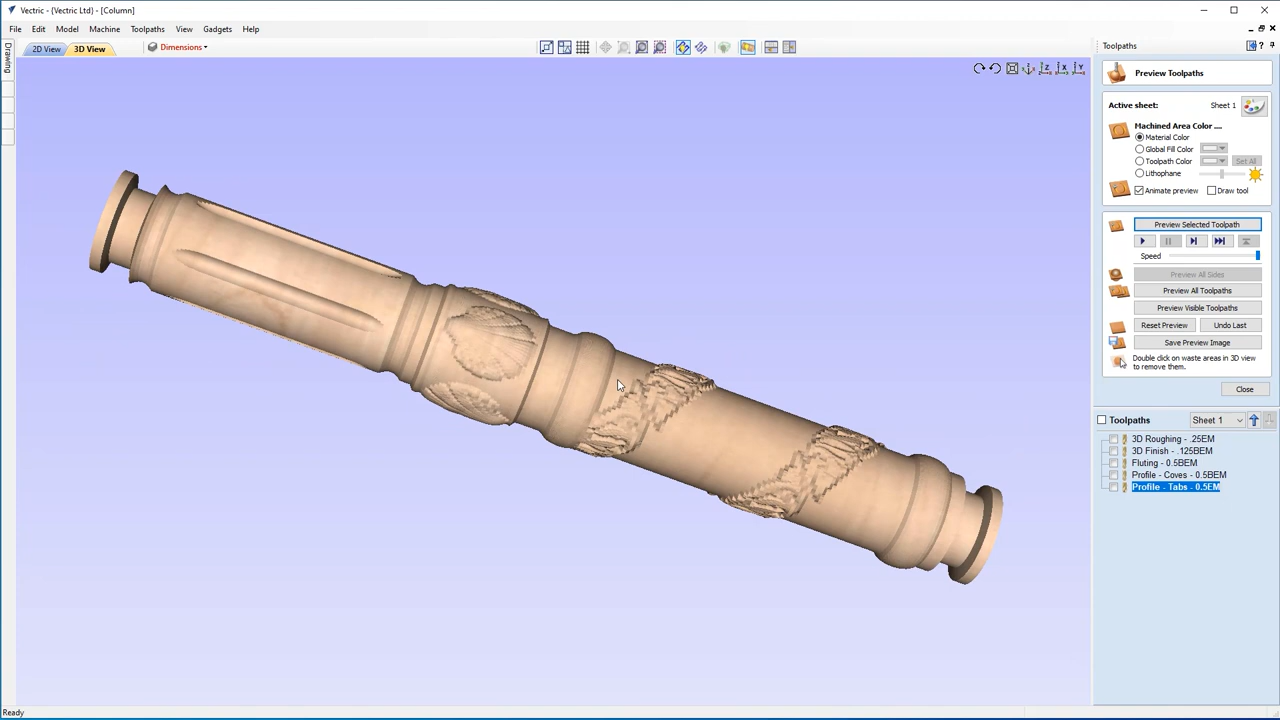 Vectric - {Vectric Ltd} - [Column]
File Edit Model Machine Toolpaths View Gadgets Help
Drawing
2D View 3D View Dimensions
Toolpaths
Preview Toolpaths
Active sheet: Sheet 1
Machined Area Color ....
Material Color
Global Fill Color
Toolpath Color Set All
Lithophane
Animate preview Draw tool
Preview Selected Toolpath
Speed
Preview All Sides
Preview All Toolpaths
Preview Visible Toolpaths
Reset Preview Undo Last
Save Preview Image
Double click on waste areas in 3D view
to remove them.
Close
Toolpaths Sheet 1
3D Roughing - .25EM
3D Finish - .125BEM
Fluting - 0.5BEM
Profile - Coves - 0.5BEM
Profile - Tabs - 0.5EM
Ready